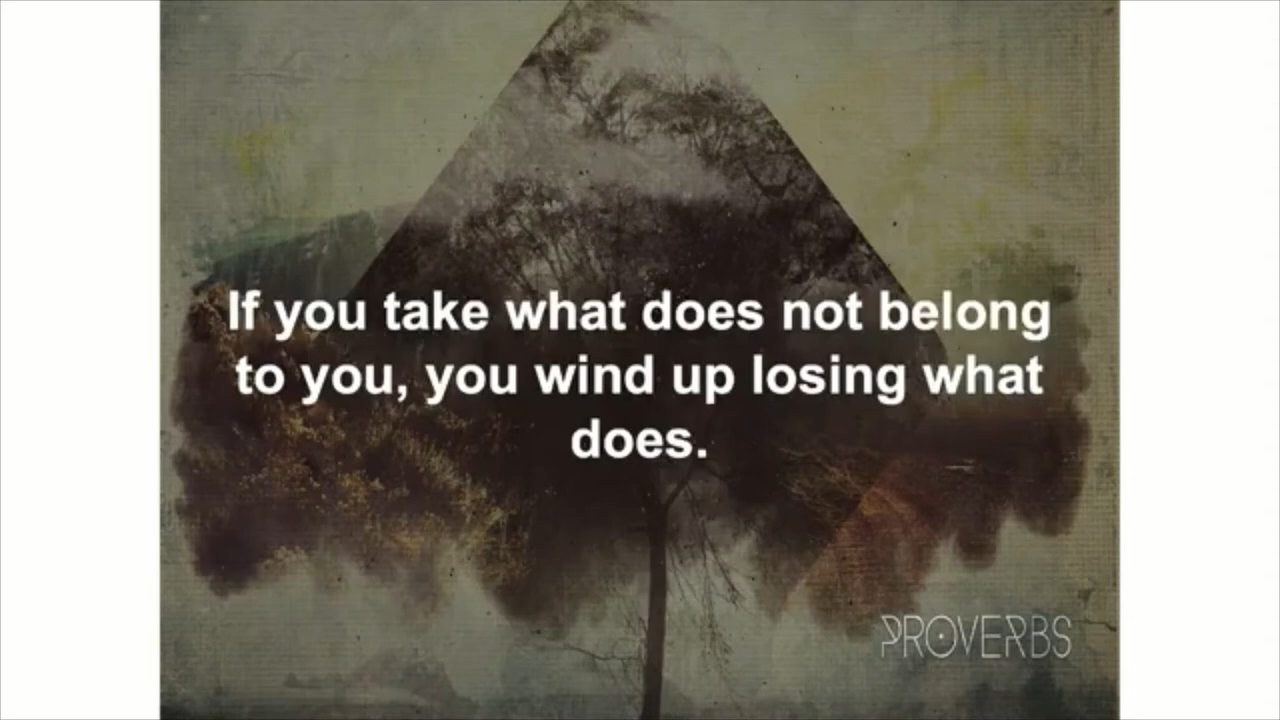 If you take what does not belong
to you, you wind up losing what
does.
PROVERBS